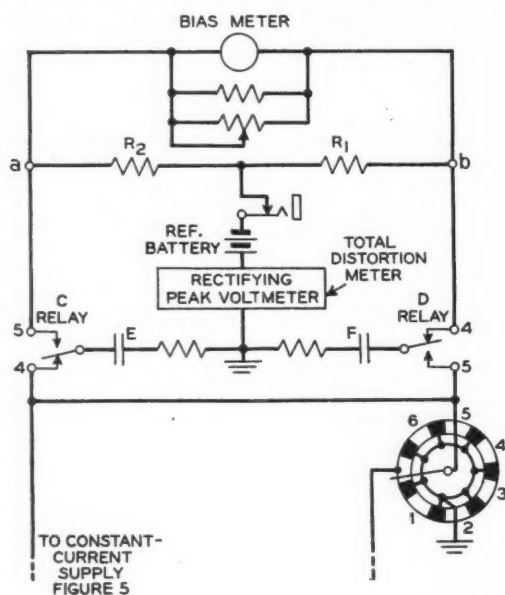 BIAS METER
a
R2
R1
b
REF.
BATTERY
TOTAL
DISTORTION
METER
RECTIFYING
PEAK VOLTMETER
C
RELAY
D
RELAY
5
4
E
F
4
5
5
6
4
3
1
2
TO CONSTANT-
CURRENT
SUPPLY
FIGURE 5